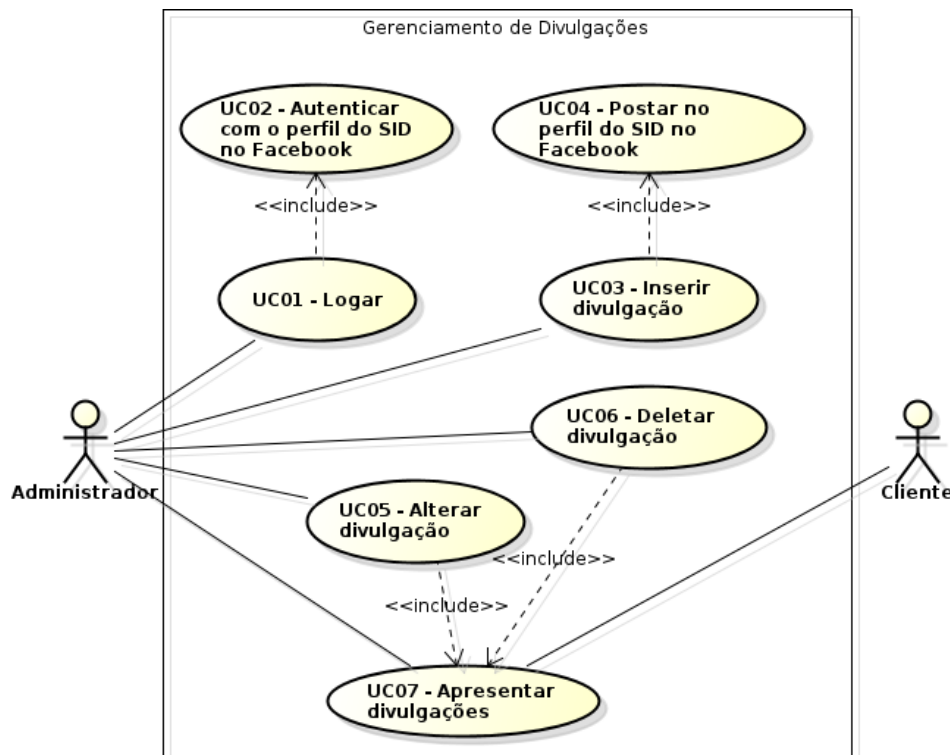 Gerenciamento de Divulgações
UC02 - Autenticar
com o perfil do SID
no Facebook
UC04 - Postar no
perfil do SID no
Facebook
<<include>>
<<include>>
UC01 - Logar
UC03 - Inserir
divulgação
UC06 - Deletar
divulgação
Administrador
Cliente
UC05 - Alterar
divulgação
<<include>>
<<include>>
UC07 - Apresentar
divulgações